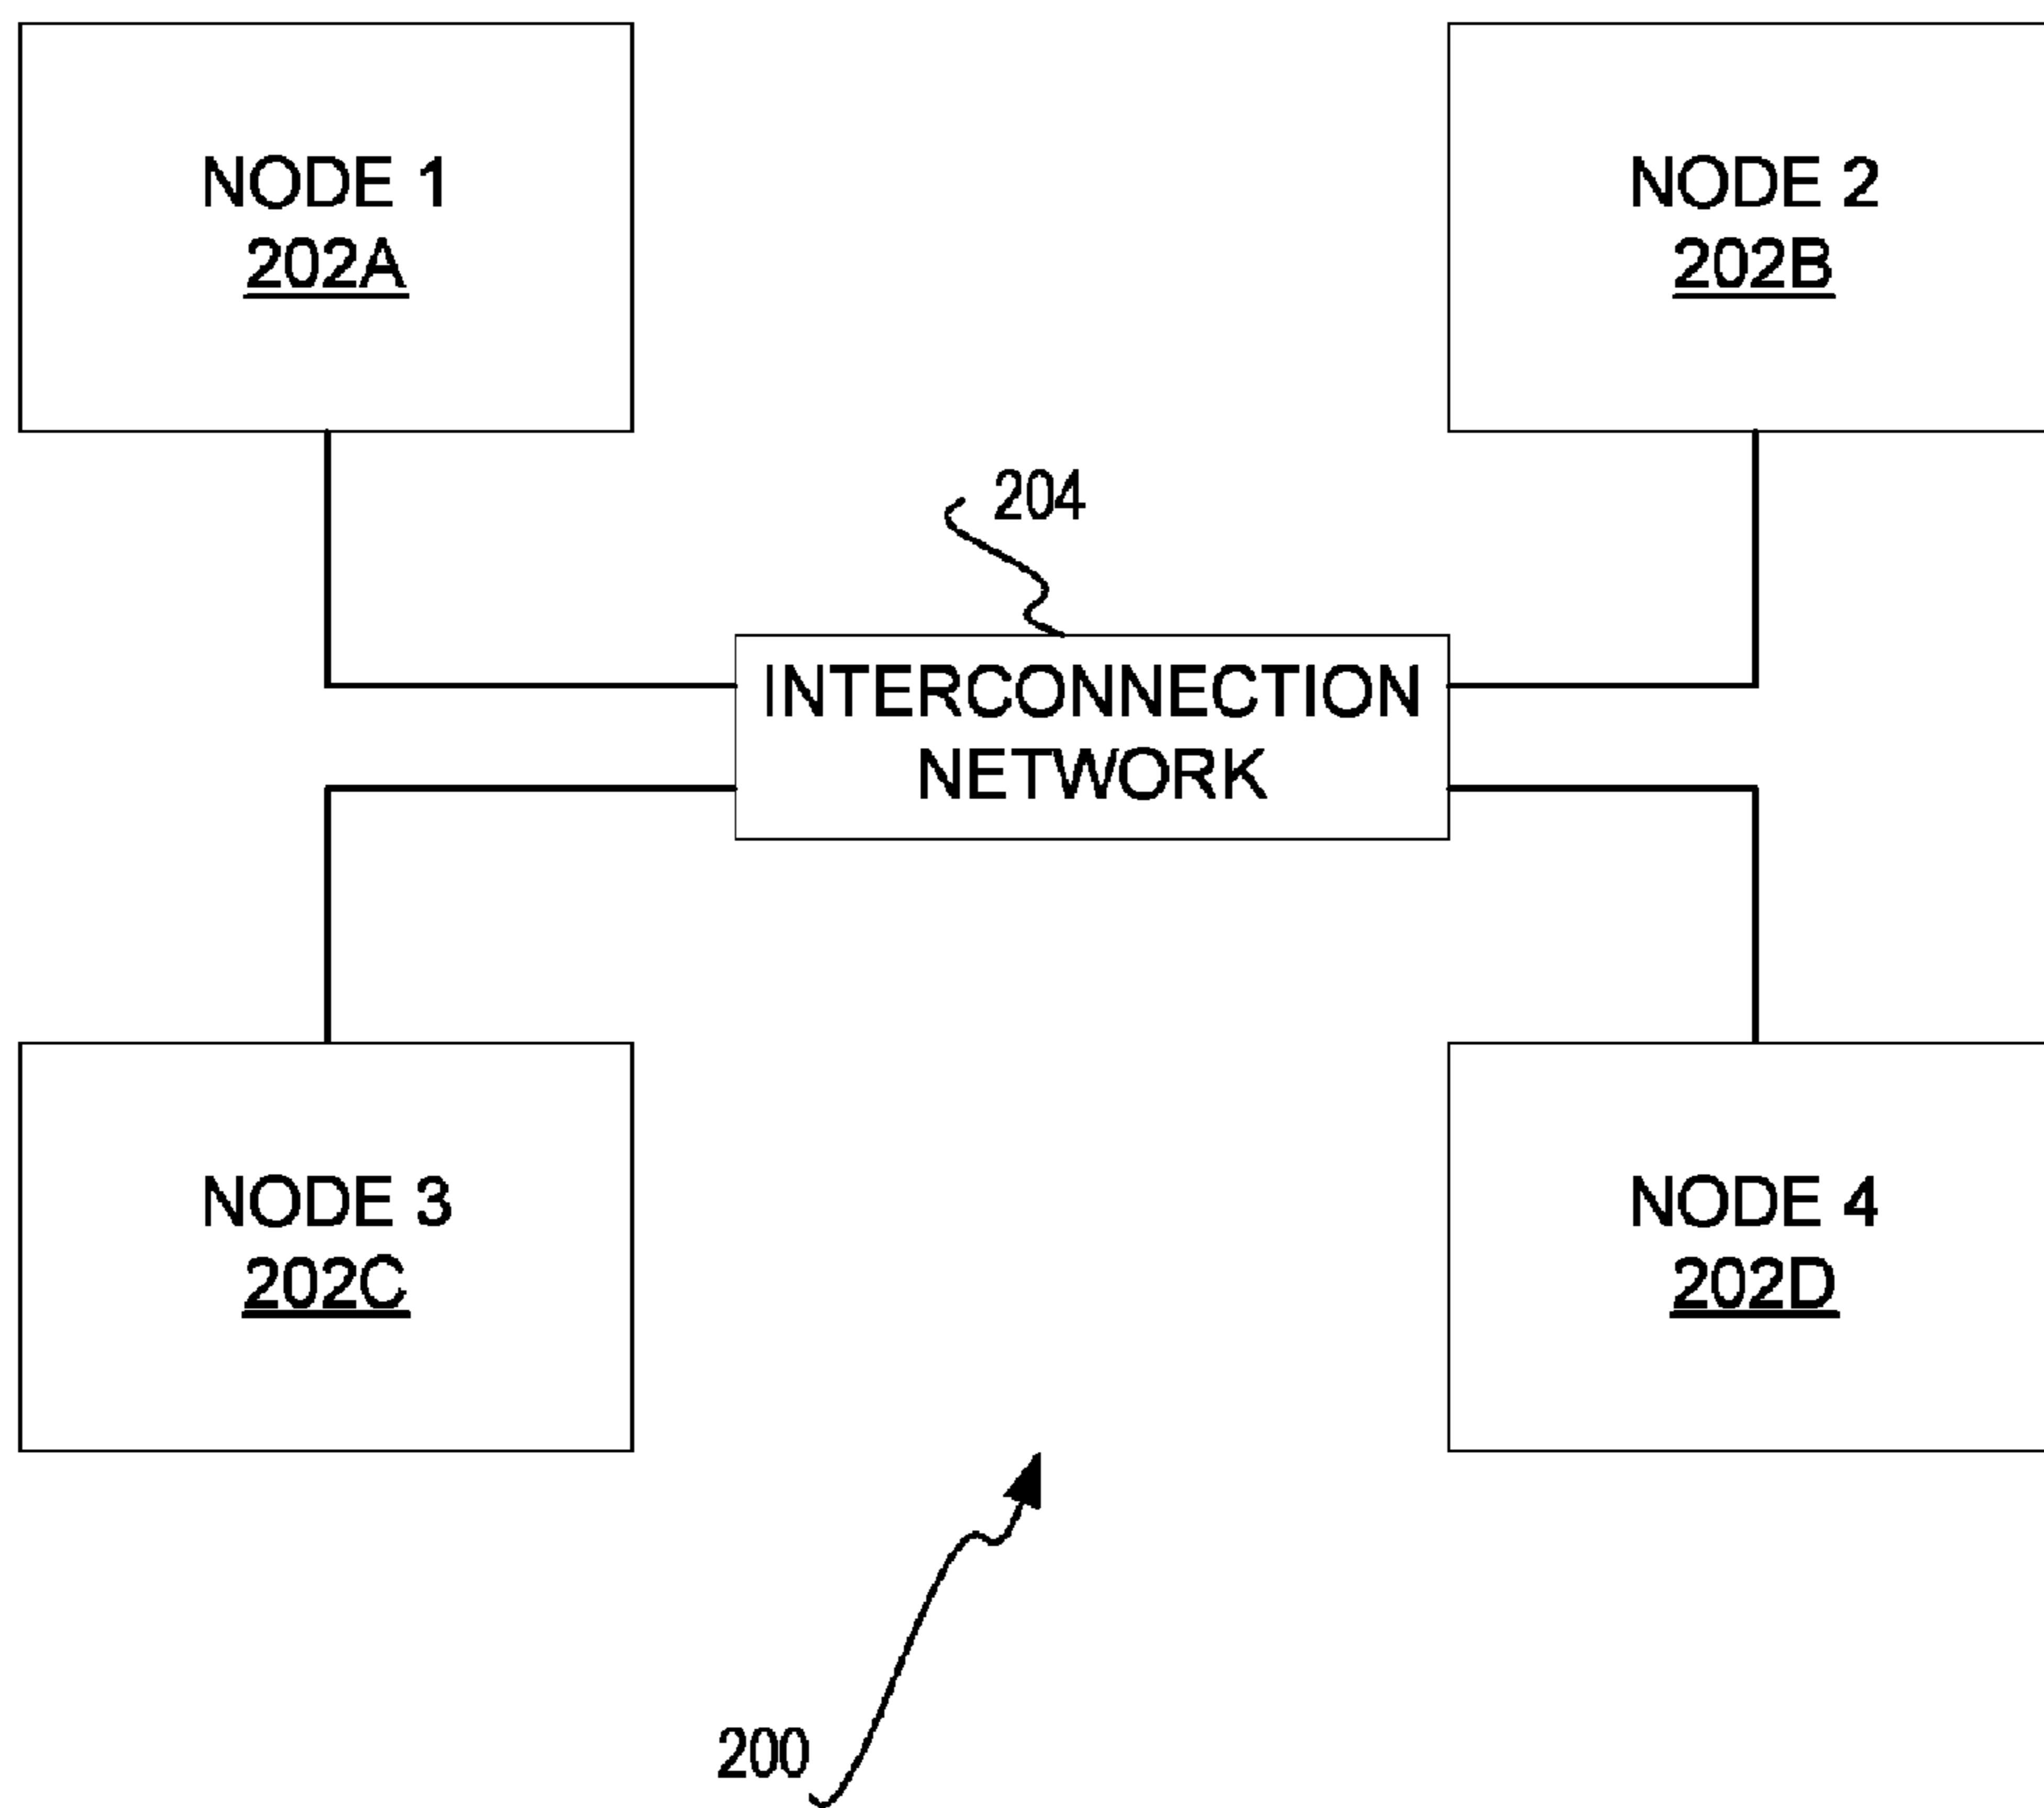 NODE 1
202A
NODE 2
202B
204
INTERCONNECTION
NETWORK
NODE 3
202C
NODE 4
202D
200